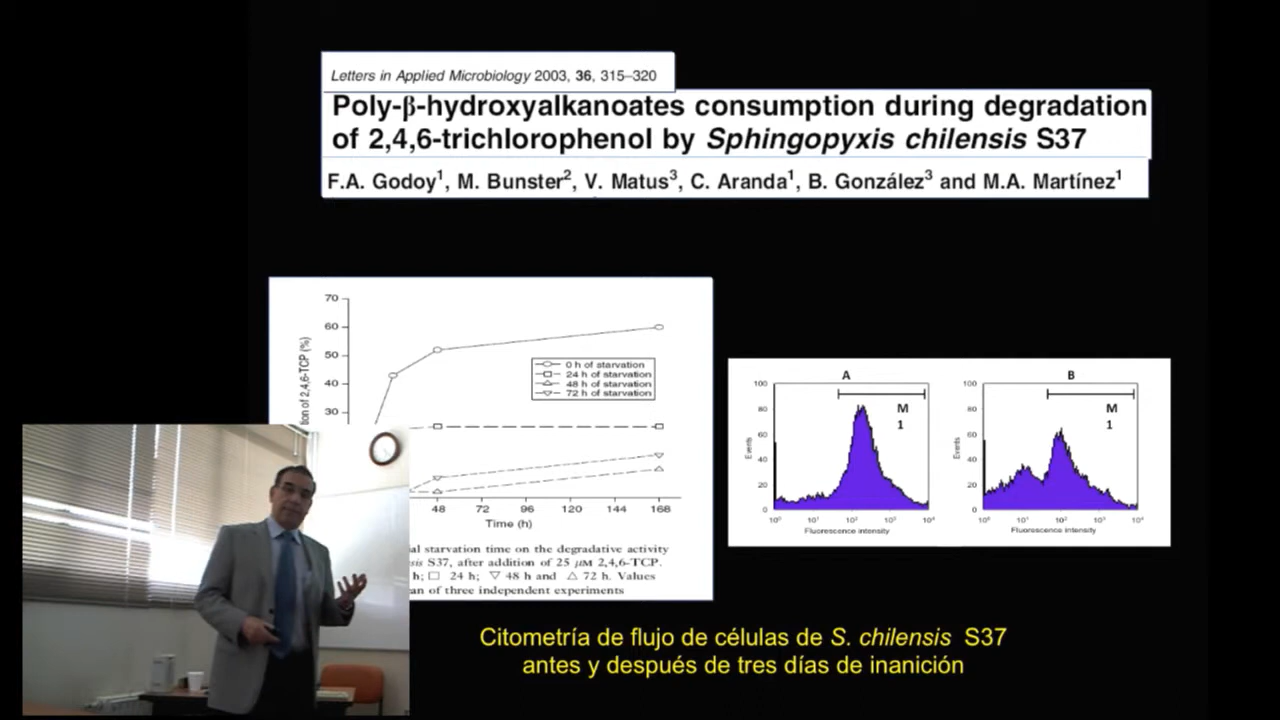 Letters in Applied Microbiology 2003, 36, 315–320
Poly-β-hydroxyalkanoates consumption during degradation
of 2,4,6-trichlorophenol by Sphingopyxis chilensis S37
F.A. Godoy1, M. Bunster2, V. Matus3, C. Aranda1, B. González3 and M.A. Martínez1
70
60
50
40
30
of 2,4,6-TCP (%)
0 h of starvation
24 h of starvation
48 h of starvation
72 h of starvation
48 72 96 120 144 168
Time (h)
starvation time on the degradative activity
S37, after addition of 25 μM 2,4,6-TCP.
h; □ 24 h; ▽ 48 h and △ 72 h. Values
of three independent experiments
A
100
80
60
40
20
0
Events
M
1
10⁰ 10¹ 10² 10³ 10⁴
Fluorescence intensity
B
100
80
60
40
20
0
Events
M
1
10⁰ 10¹ 10² 10³ 10⁴
Fluorescence intensity
Citometría de flujo de células de S. chilensis S37
antes y después de tres días de inanición